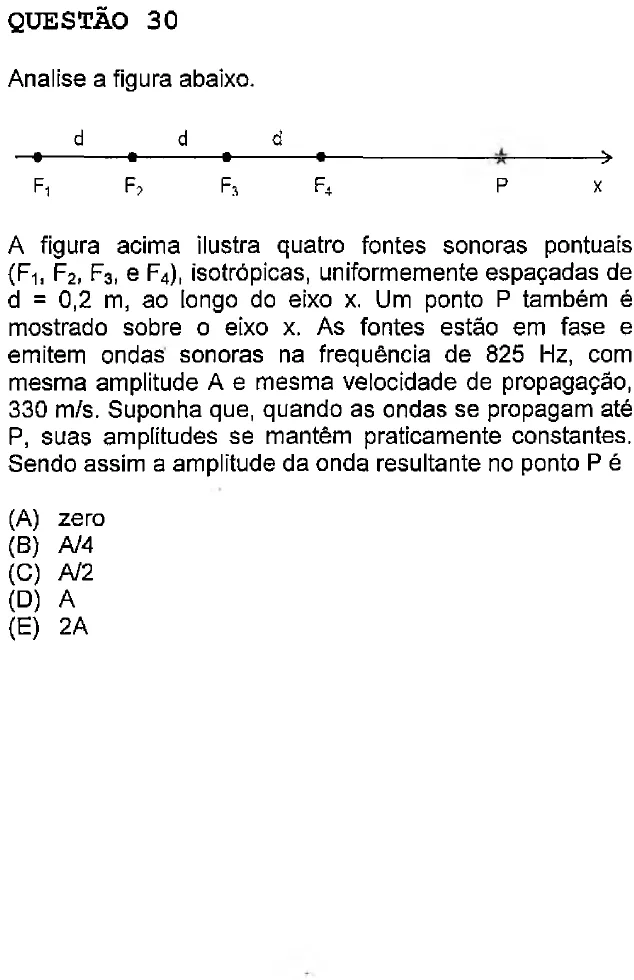 QUESTÃO 30
Analise a figura abaixo.
d d d
F₁ F₂ F₃ F₄ P x
A figura acima ilustra quatro fontes sonoras pontuais
(F₁, F₂, F₃, e F₄), isotrópicas, uniformemente espaçadas de
d = 0,2 m, ao longo do eixo x. Um ponto P também é
mostrado sobre o eixo x. As fontes estão em fase e
emitem ondas sonoras na frequência de 825 Hz, com
mesma amplitude A e mesma velocidade de propagação,
330 m/s. Suponha que, quando as ondas se propagam até
P, suas amplitudes se mantêm praticamente constantes.
Sendo assim a amplitude da onda resultante no ponto P é
(A) zero
(B) A/4
(C) A/2
(D) A
(E) 2A